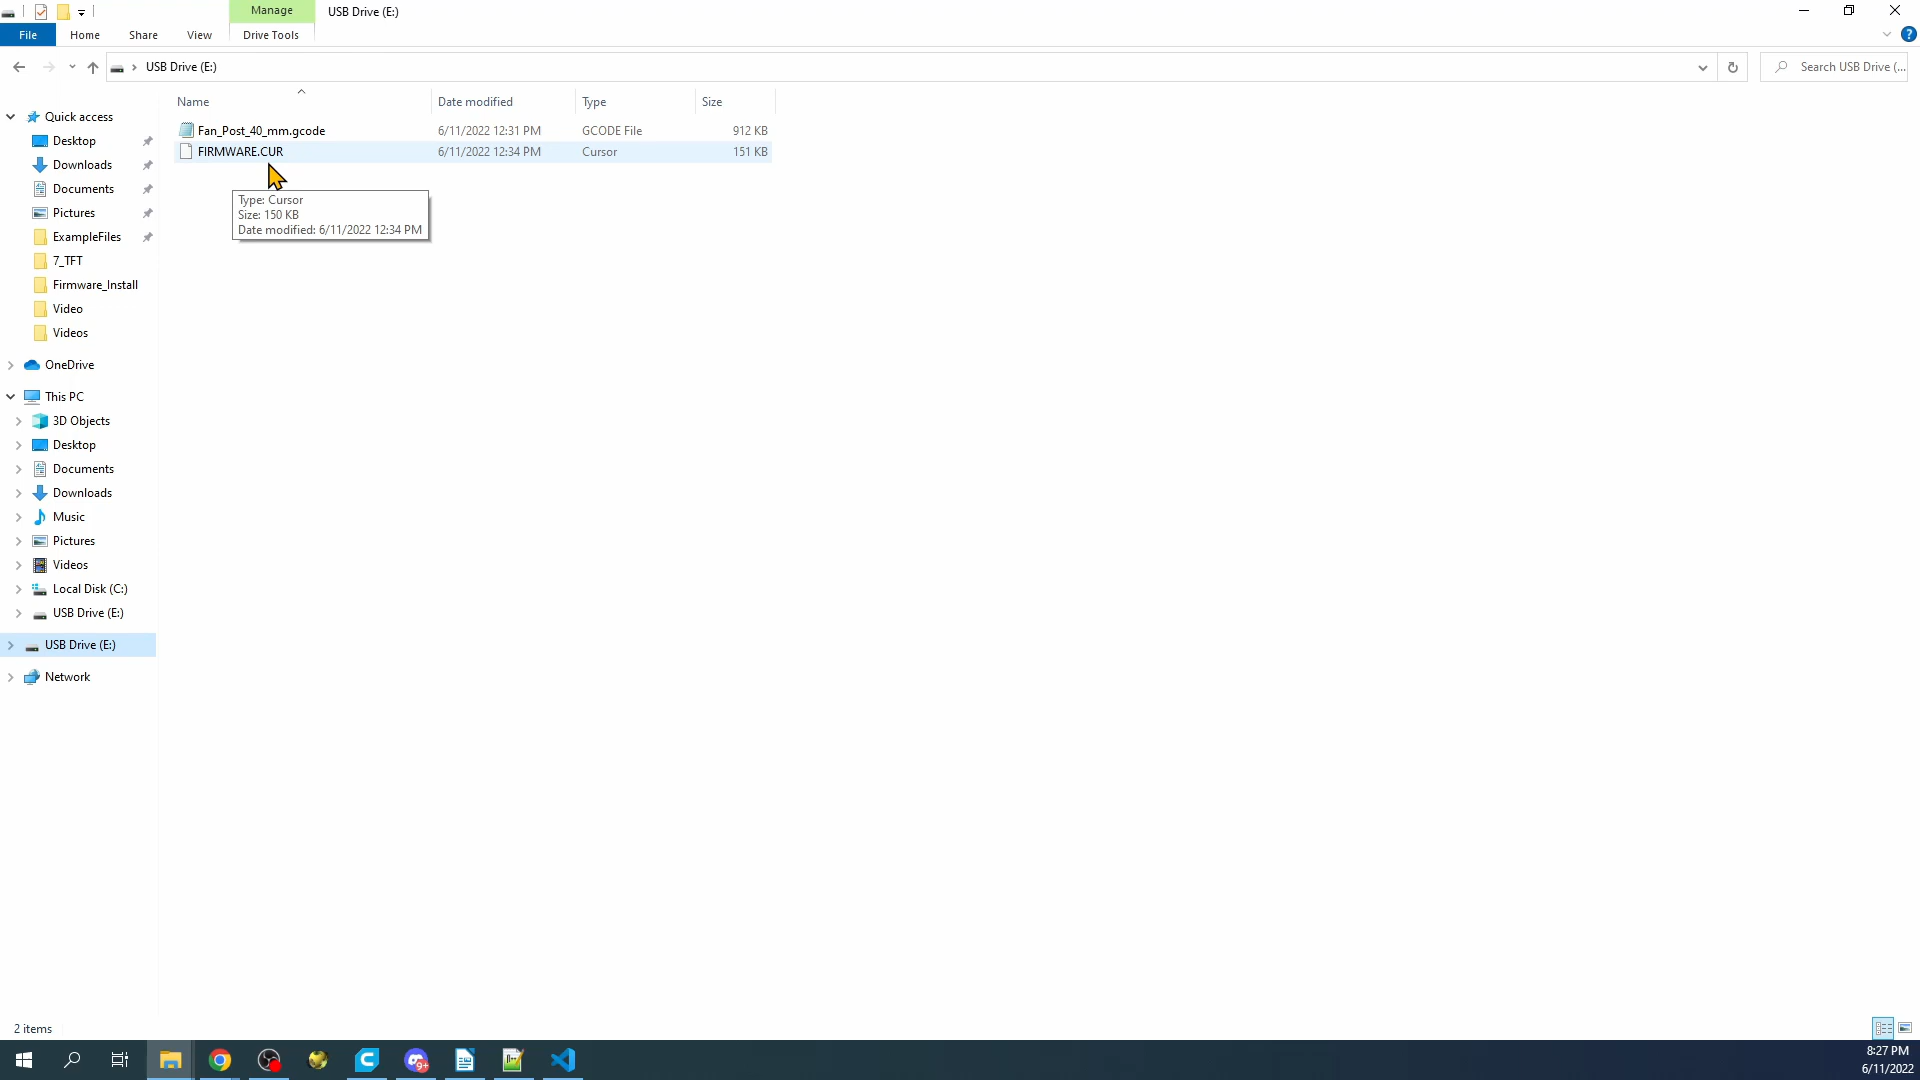 Manage
USB Drive (E:)
File
Home
Share
View
Drive Tools
?
USB Drive (E:)
Search USB Drive (...
Name
Date modified
Type
Size
Fan_Post_40_mm.gcode
6/11/2022 12:31 PM
GCODE File
912 KB
FIRMWARE.CUR
6/11/2022 12:34 PM
Cursor
151 KB
Type: Cursor
Size: 150 KB
Date modified: 6/11/2022 12:34 PM
Quick access
Desktop
Downloads
Documents
Pictures
ExampleFiles
7_TFT
Firmware_Install
Video
Videos
OneDrive
This PC
3D Objects
Desktop
Documents
Downloads
Music
Pictures
Videos
Local Disk (C:)
USB Drive (E:)
USB Drive (E:)
Network
2 items
9+
8:27 PM
6/11/2022